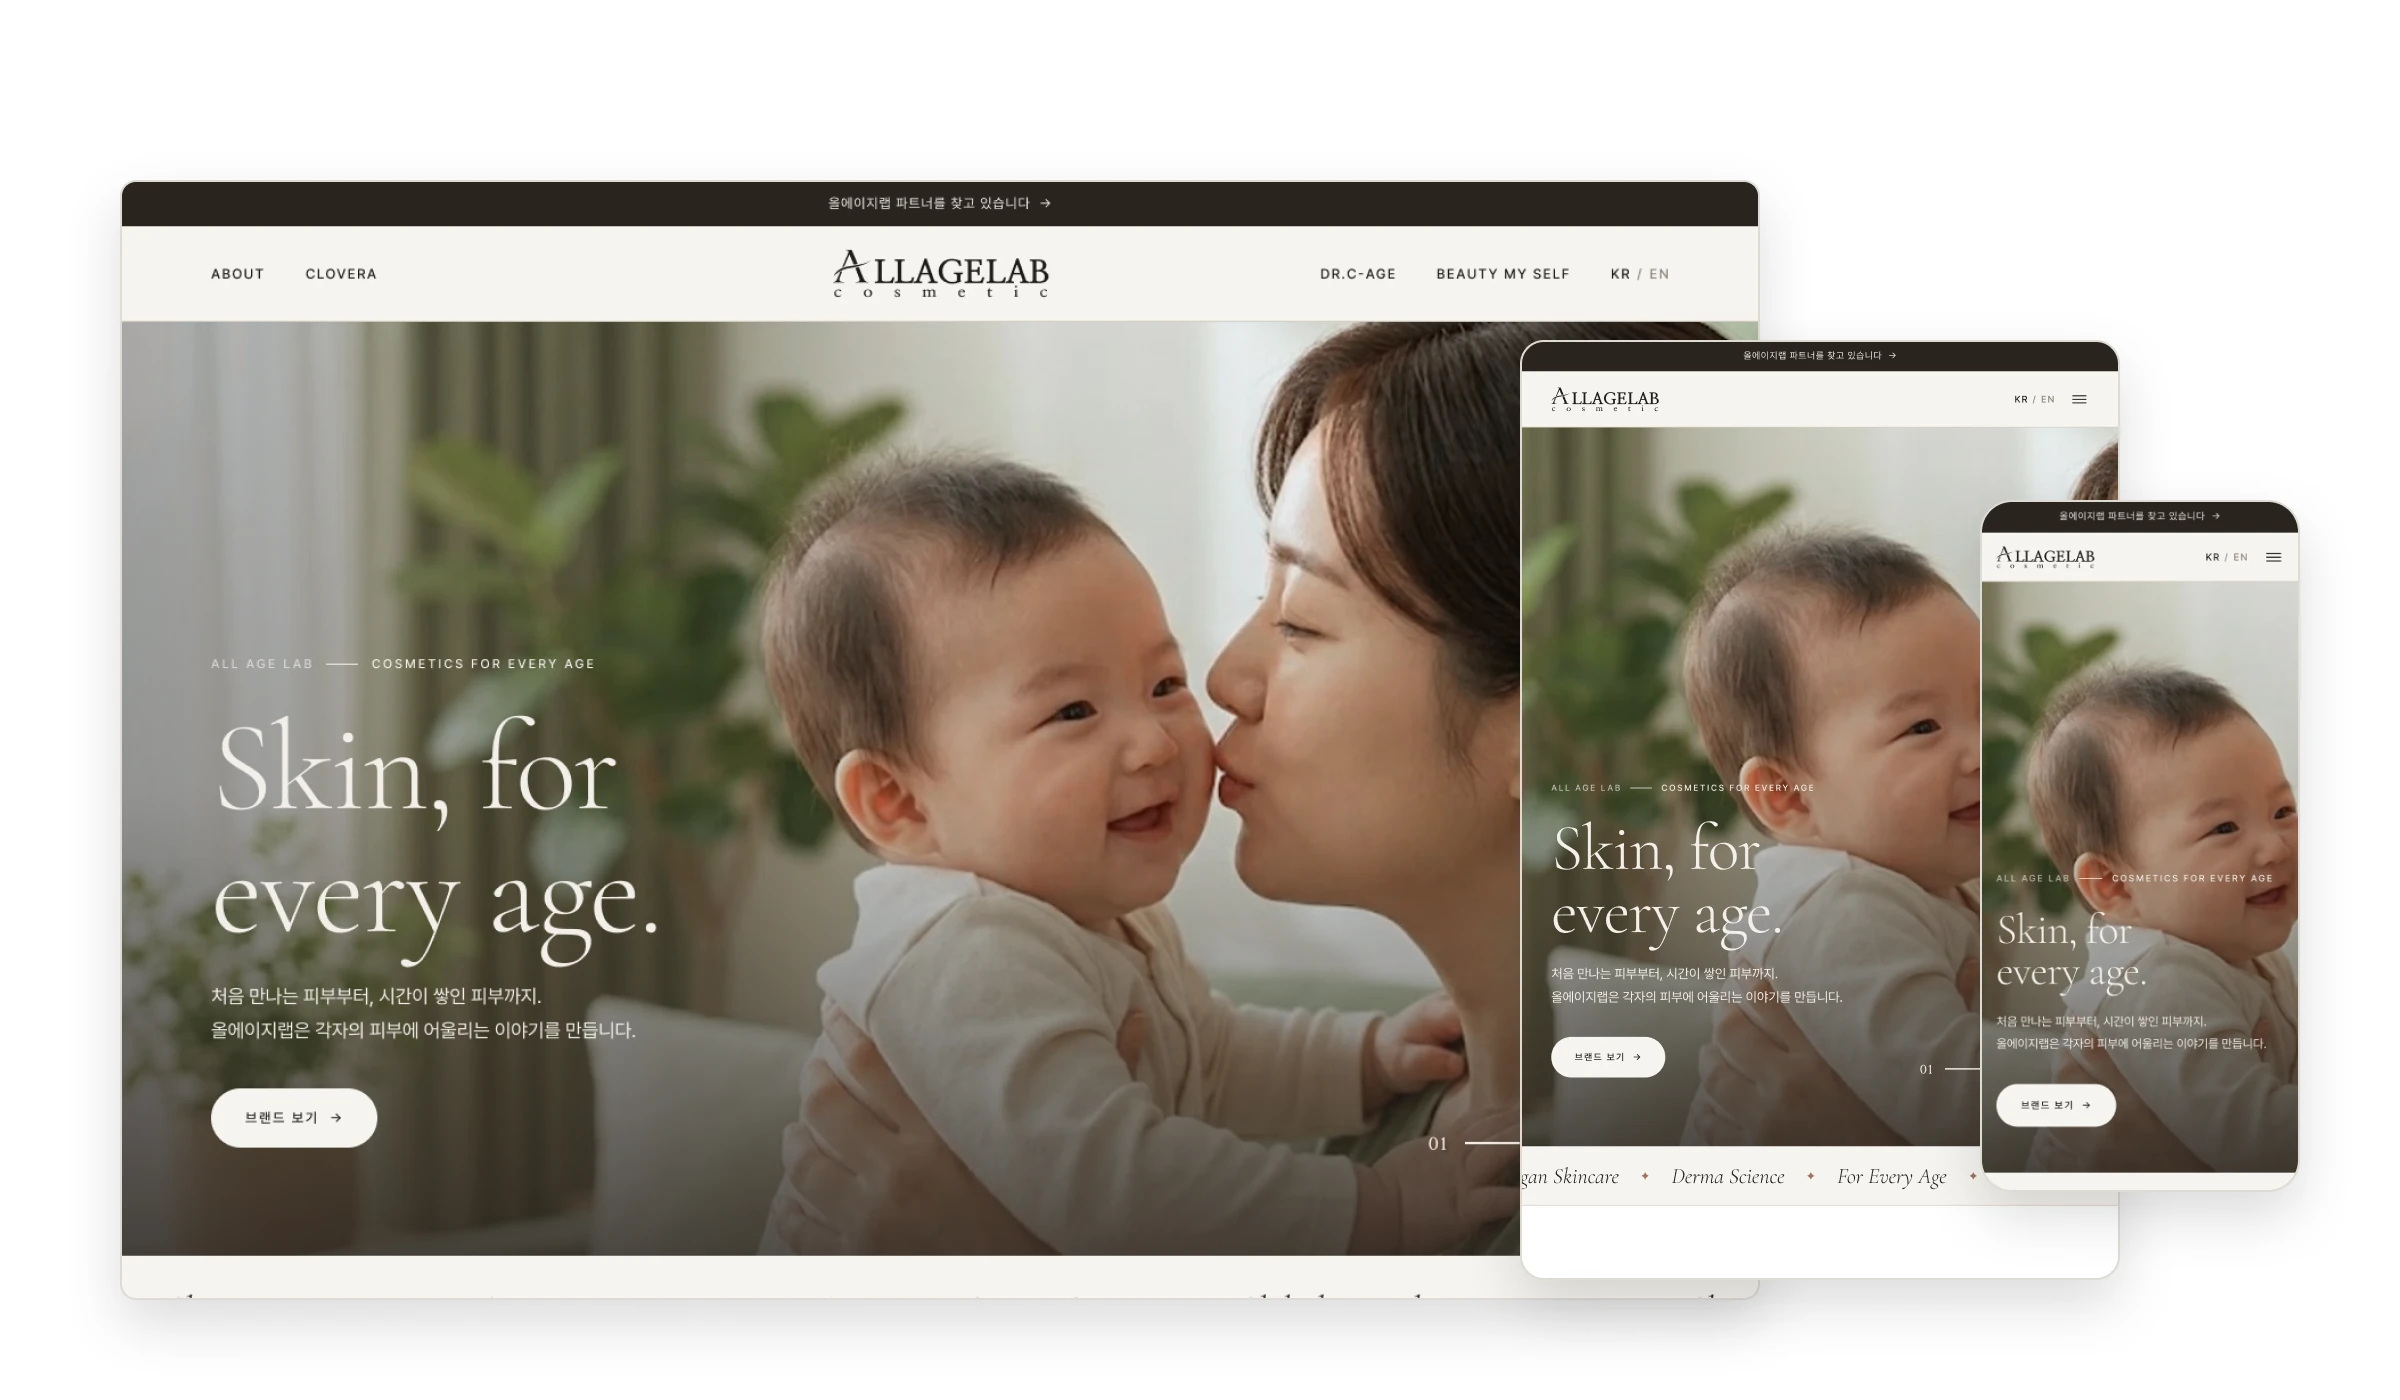 올에이지랩 파트너를 찾고 있습니다 →
ABOUT CLOVERA
ALLAGELAB
cosmetic
DR.C-AGE BEAUTY MY SELF KR / EN
ALL AGE LAB — COSMETICS FOR EVERY AGE
Skin, for
every age.
처음 만나는 피부부터, 시간이 쌓인 피부까지.
올에이지랩은 각자의 피부에 어울리는 이야기를 만듭니다.
브랜드 보기 →
01
올에이지랩 파트너를 찾고 있습니다 →
ALLAGELAB
cosmetic
KR / EN
ALL AGE LAB — COSMETICS FOR EVERY AGE
Skin, for
every age.
처음 만나는 피부부터, 시간이 쌓인 피부까지.
올에이지랩은 각자의 피부에 어울리는 이야기를 만듭니다.
브랜드 보기 →
01
Skincare ✦ Derma Science ✦ For Every Age ✦
올에이지랩 파트너를 찾고 있습니다 →
ALLAGELAB
cosmetic
KR / EN
ALL AGE LAB — COSMETICS FOR EVERY AGE
Skin, for
every age.
처음 만나는 피부부터, 시간이 쌓인 피부까지.
올에이지랩은 각자의 피부에 어울리는 이야기를 만듭니다.
브랜드 보기 →